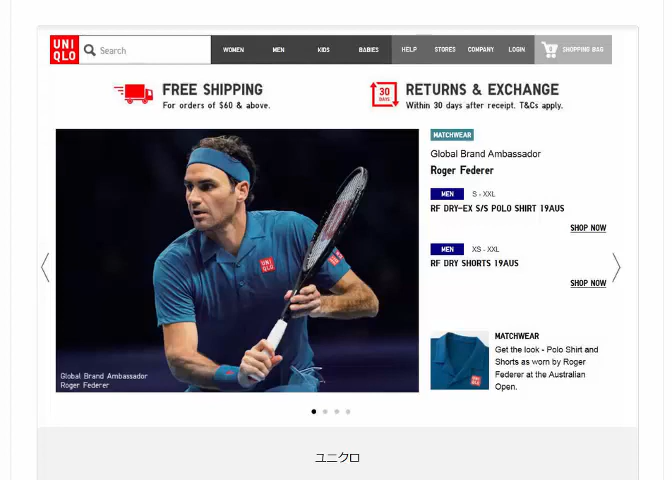 UNI
QLO
Search
WOMEN
MEN
KIDS
BABIES
HELP
STORES
COMPANY
LOGIN
0
SHOPPING BAG
FREE SHIPPING
For orders of $60 & above.
30
DAYS
RETURNS & EXCHANGE
Within 30 days after receipt. T&Cs apply.
UNI
QLO
Global Brand Ambassador
Roger Federer
MATCHWEAR
Global Brand Ambassador
Roger Federer
MEN S - XXL
RF DRY-EX S/S POLO SHIRT 19AUS
SHOP NOW
MEN XS - XXL
RF DRY SHORTS 19AUS
SHOP NOW
MATCHWEAR
Get the look - Polo Shirt and
Shorts as worn by Roger
Federer at the Australian
Open.
ユニクロ